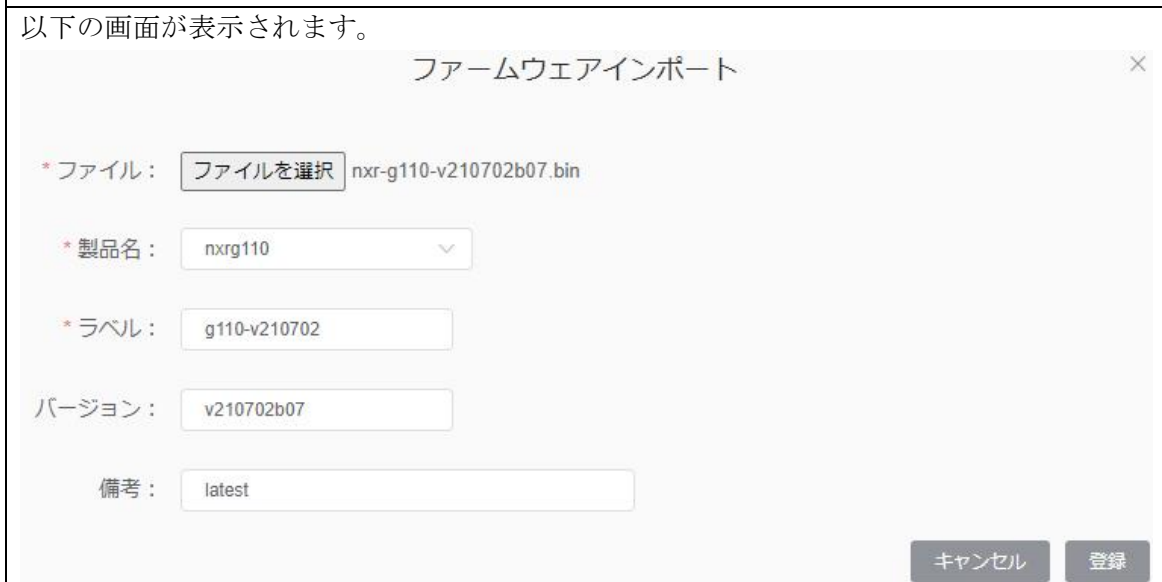 以下の画面が表示されます。
ファームウェアインポート ×
* ファイル： ファイルを選択 nxr-g110-v210702b07.bin
* 製品名： nxrg110
* ラベル： g110-v210702
バージョン： v210702b07
備考： latest
キャンセル 登録